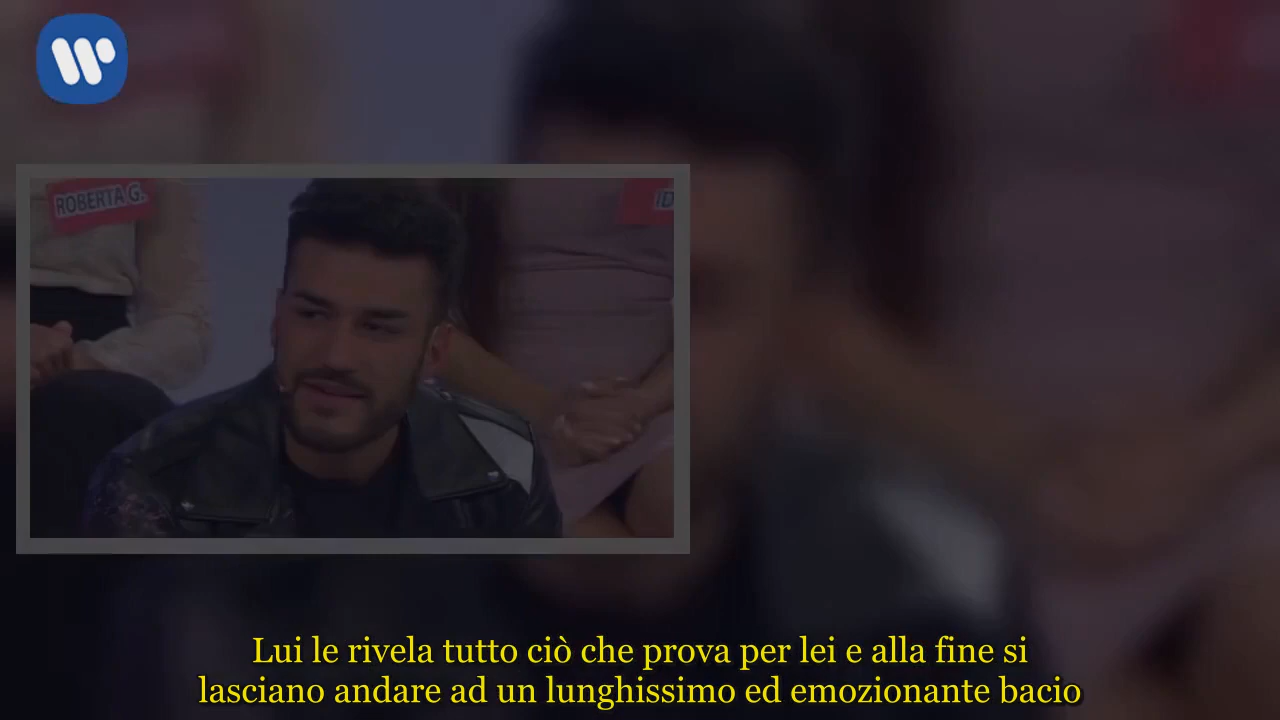 ROBERTA G.
ID
Lui le rivela tutto ciò che prova per lei e alla fine si
lasciano andare ad un lunghissimo ed emozionante bacio